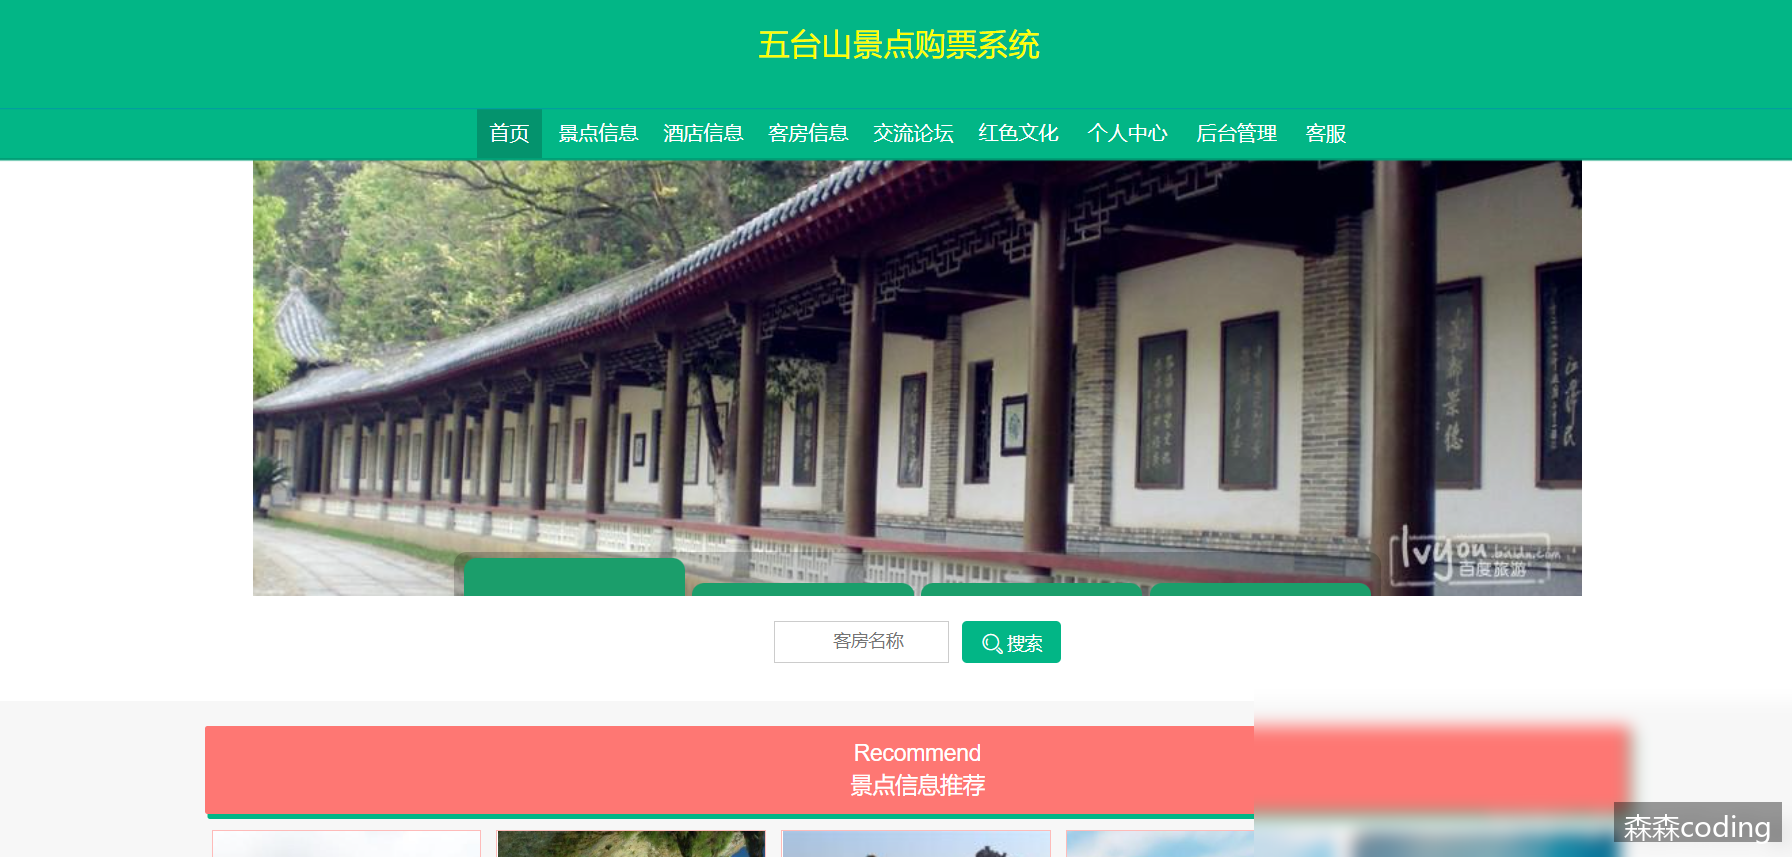 五台山景点购票系统
首页 景点信息 酒店信息 客房信息 交流论坛 红色文化 个人中心 后台管理 客服
lvyou.baidu.com
百度旅游
客房名称
搜索
Recommend
景点信息推荐
森森coding